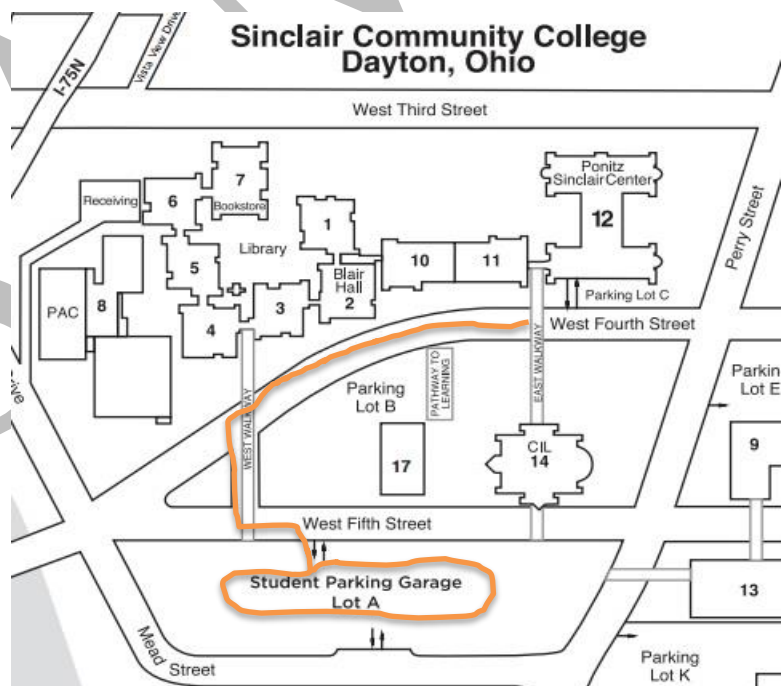 Sinclair Community College
Dayton, Ohio
Vista View Drive
I-75N
West Third Street
7
Bookstore
6
Receiving
1
Ponitz
Sinclair Center
12
Perry Street
Library
5
10
11
Blair
Hall
2
PAC
8
3
4
Parking Lot C
West Fourth Street
Drive
WEST WALKWAY
Parking
Lot B
PATHWAY TO
LEARNING
EAST WALKWAY
Parkin
Lot E
17
CIL
14
9
West Fifth Street
Student Parking Garage
Lot A
13
Mead Street
Parking
Lot K